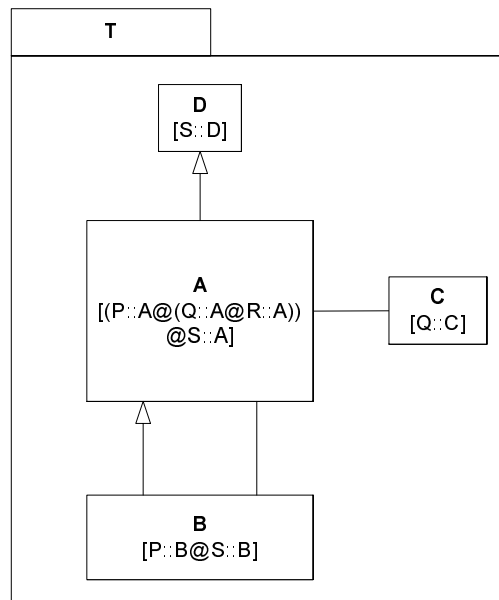 T
D
[S::D]
A
[(P::A@(Q::A@R::A))
@S::A]
C
[Q::C]
B
[P::B@S::B]